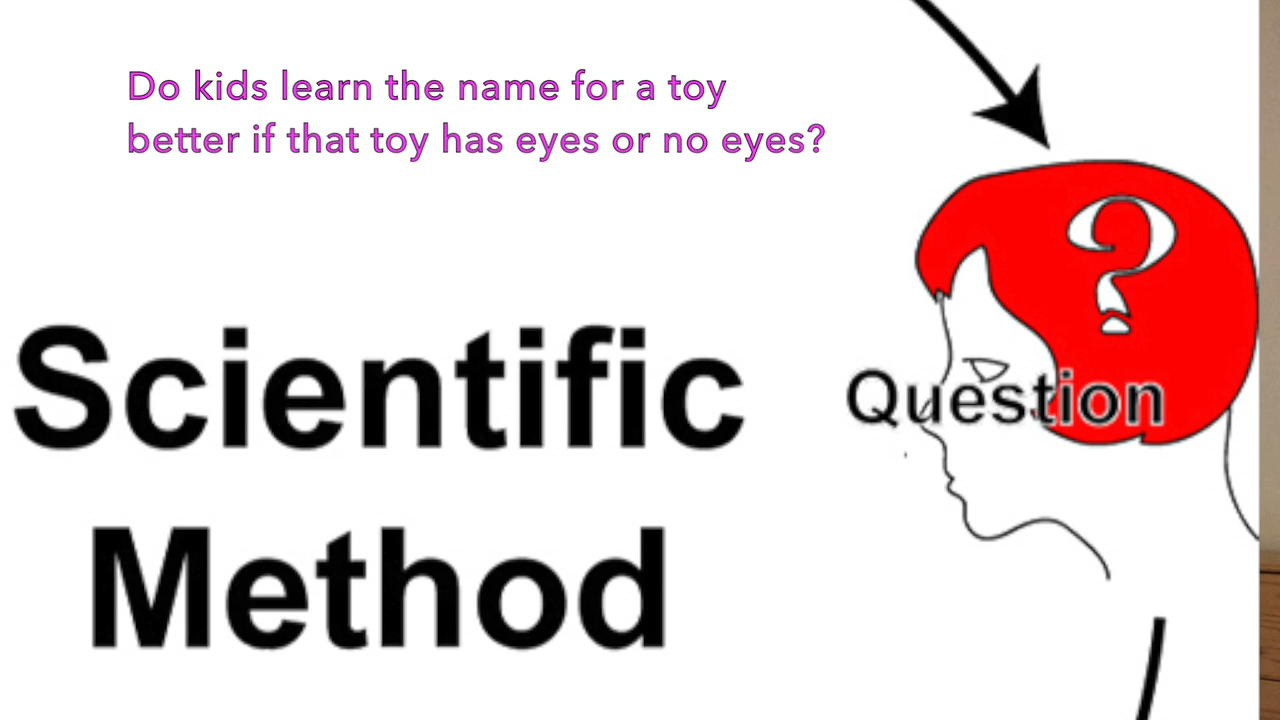 Do kids learn the name for a toy
better if that toy has eyes or no eyes?
?
Scientific
Question
Method